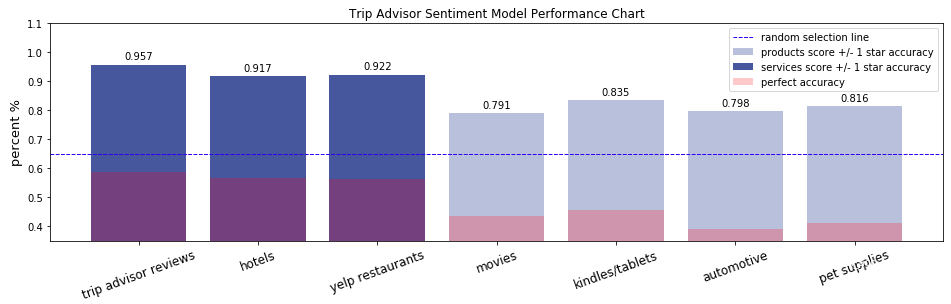 Trip Advisor Sentiment Model Performance Chart
1.1
1.0
0.9
0.8
0.7
0.6
0.5
0.4
percent %
random selection line
products score +/- 1 star accuracy
services score +/- 1 star accuracy
perfect accuracy
0.957
0.917
0.922
0.791
0.835
0.798
0.816
trip advisor reviews
hotels
yelp restaurants
movies
kindles/tablets
automotive
pet supplies